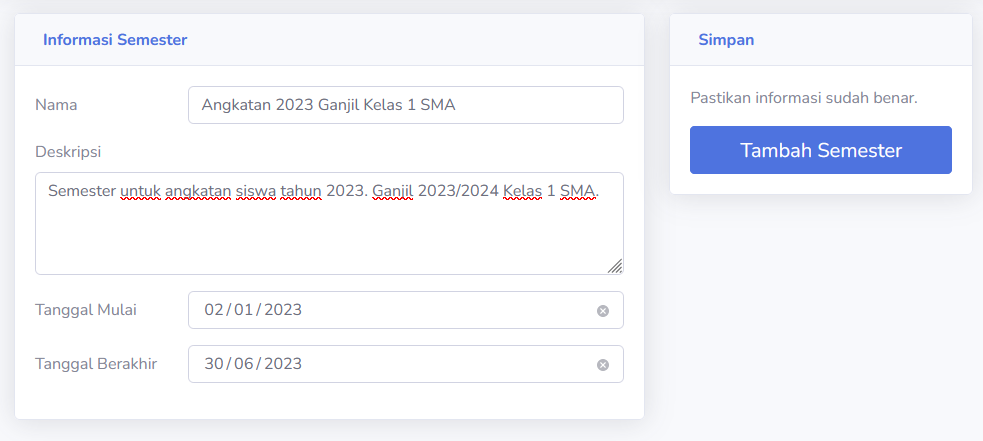 Informasi Semester
Nama
Angkatan 2023 Ganjil Kelas 1 SMA
Deskripsi
Semester untuk angkatan siswa tahun 2023. Ganjil 2023/2024 Kelas 1 SMA.
Tanggal Mulai
02/01/2023
Tanggal Berakhir
30/06/2023
Simpan
Pastikan informasi sudah benar.
Tambah Semester